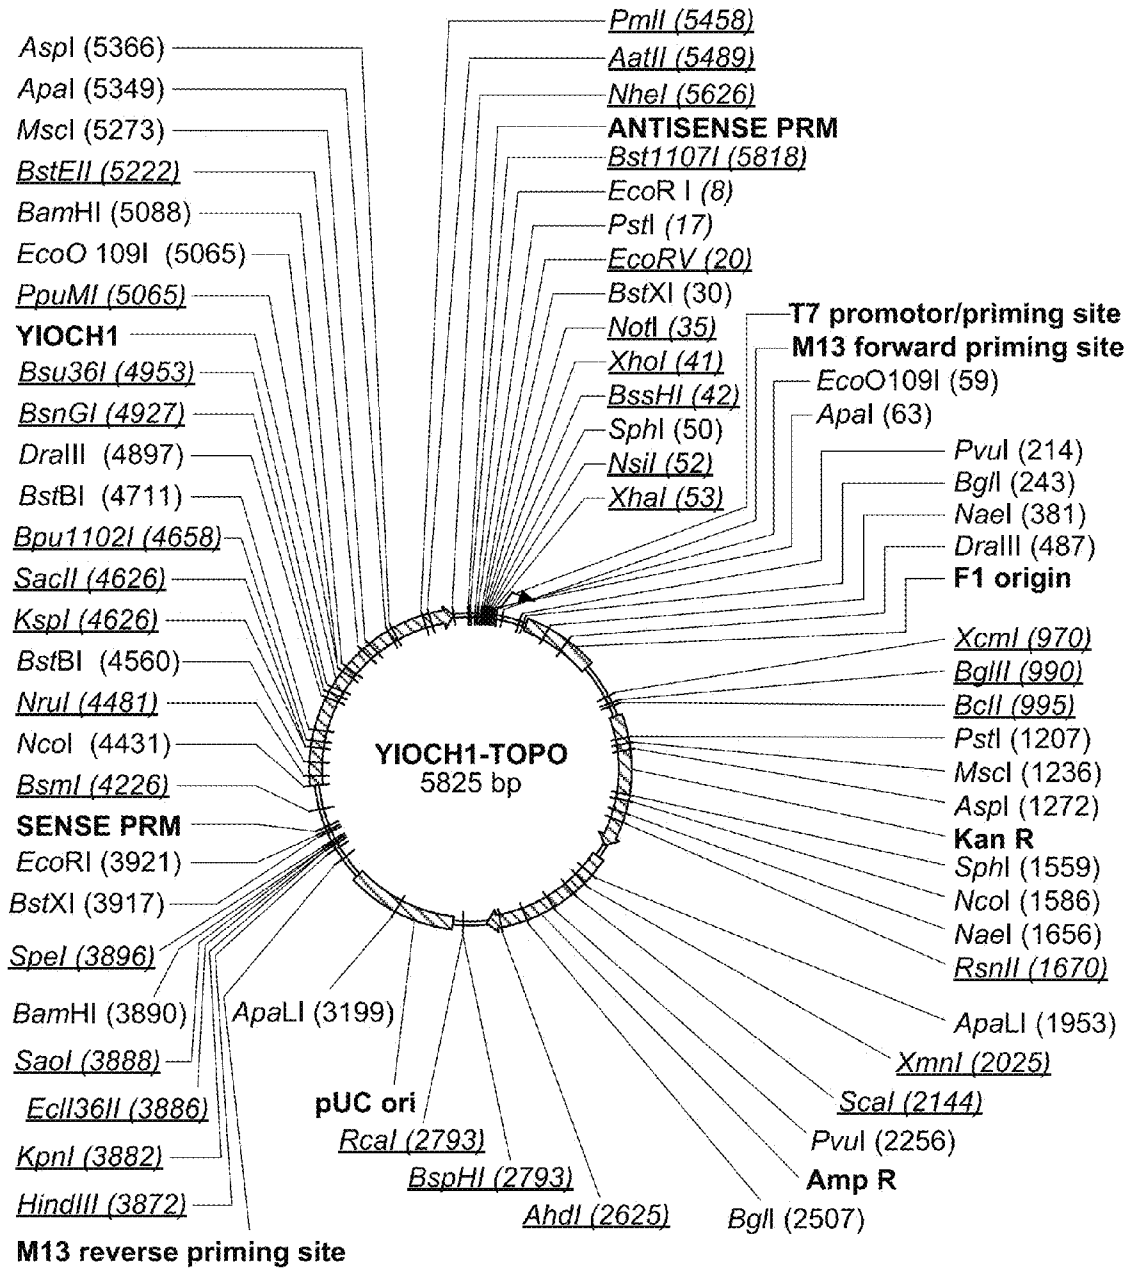 PmlI (5458)
AatII (5489)
NheI (5626)
ANTISENSE PRM
Bst1107I (5818)
EcoR I (8)
PstI (17)
EcoRV (20)
BstXI (30)
NotI (35)
XhoI (41)
BssHI (42)
SphI (50)
NsiI (52)
XhaI (53)
T7 promotor/priming site
M13 forward priming site
EcoO109I (59)
ApaI (63)
PvuI (214)
BglI (243)
NaeI (381)
DraIII (487)
F1 origin
XcmI (970)
BglII (990)
BclI (995)
PstI (1207)
MscI (1236)
AspI (1272)
Kan R
SphI (1559)
NcoI (1586)
NaeI (1656)
RsnII (1670)
ApaLI (1953)
XmnI (2025)
ScaI (2144)
PvuI (2256)
Amp R
BglI (2507)
AhdI (2625)
BspHI (2793)
RcaI (2793)
pUC ori
ApaLI (3199)
M13 reverse priming site
HindIII (3872)
KpnI (3882)
EclI36II (3886)
SaoI (3888)
BamHI (3890)
SpeI (3896)
BstXI (3917)
EcoRI (3921)
SENSE PRM
BsmI (4226)
NcoI (4431)
NruI (4481)
BstBI (4560)
KspI (4626)
SacII (4626)
Bpu1102I (4658)
BstBI (4711)
DraIII (4897)
BsnGI (4927)
Bsu36I (4953)
YIOCH1
PpuMI (5065)
EcoO 109I (5065)
BamHI (5088)
BstEII (5222)
MscI (5273)
ApaI (5349)
AspI (5366)
YIOCH1-TOPO
5825 bp